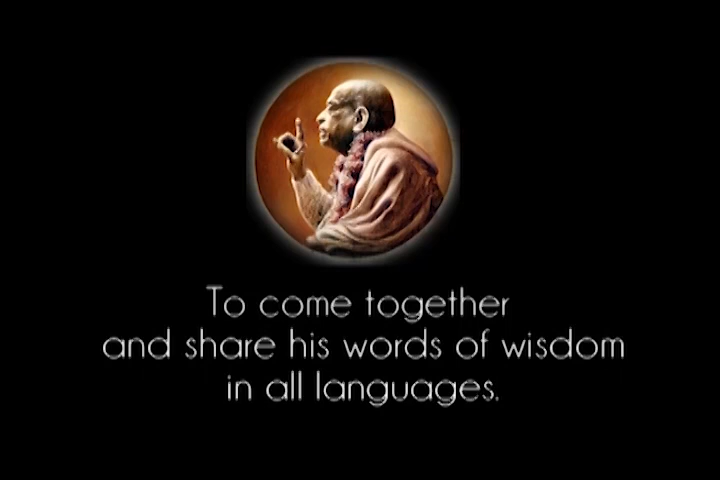 To come together
and share his words of wisdom
in all languages.